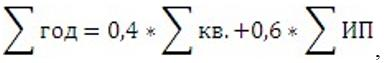 ∑ год = 0,4 * ∑ кв. +0,6 * ∑ ИП ,